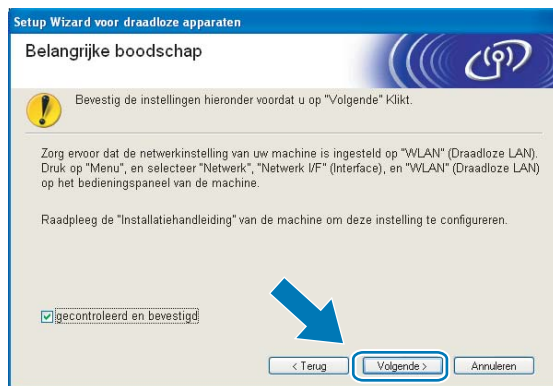 Setup Wizard voor draadloze apparaten
Belangrijke boodschap
Bevestig de instellingen hieronder voordat u op "Volgende" Klikt.
Zorg ervoor dat de netwerkinstelling van uw machine is ingesteld op "WLAN" (Draadloze LAN).
Druk op "Menu", en selecteer "Netwerk", "Netwerk I/F" (Interface), en "WLAN" (Draadloze LAN)
op het bedieningspaneel van de machine.
Raadpleeg de "Installatiehandleiding" van de machine om deze instelling te configureren.
gecontroleerd en bevestigd
< Terug Volgende > Annuleren